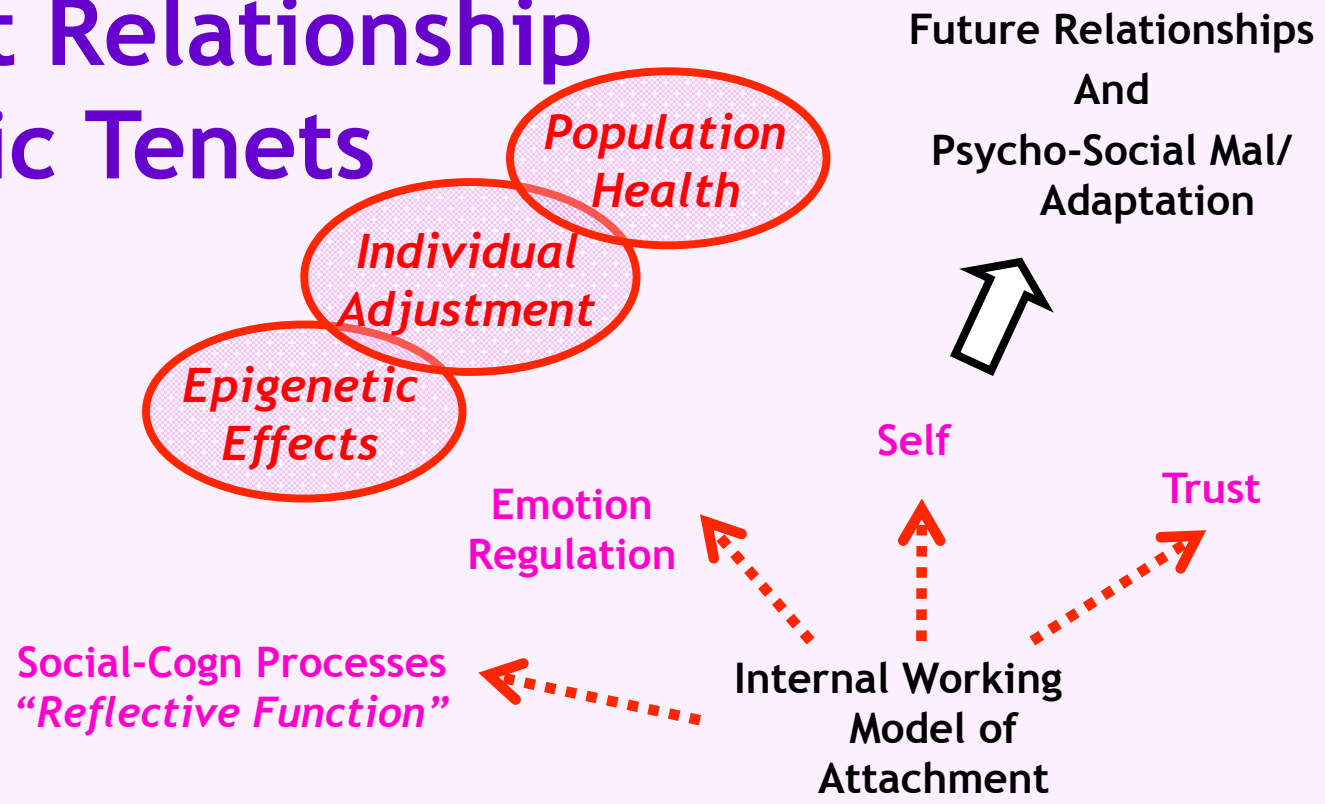 Relationship
Tenets
Future Relationships
And
Psycho-Social Mal/
Adaptation
Population
Health
Individual
Adjustment
Epigenetic
Effects
Self
Trust
Emotion
Regulation
Social-Cogn Processes
“Reflective Function”
Internal Working
Model of
Attachment